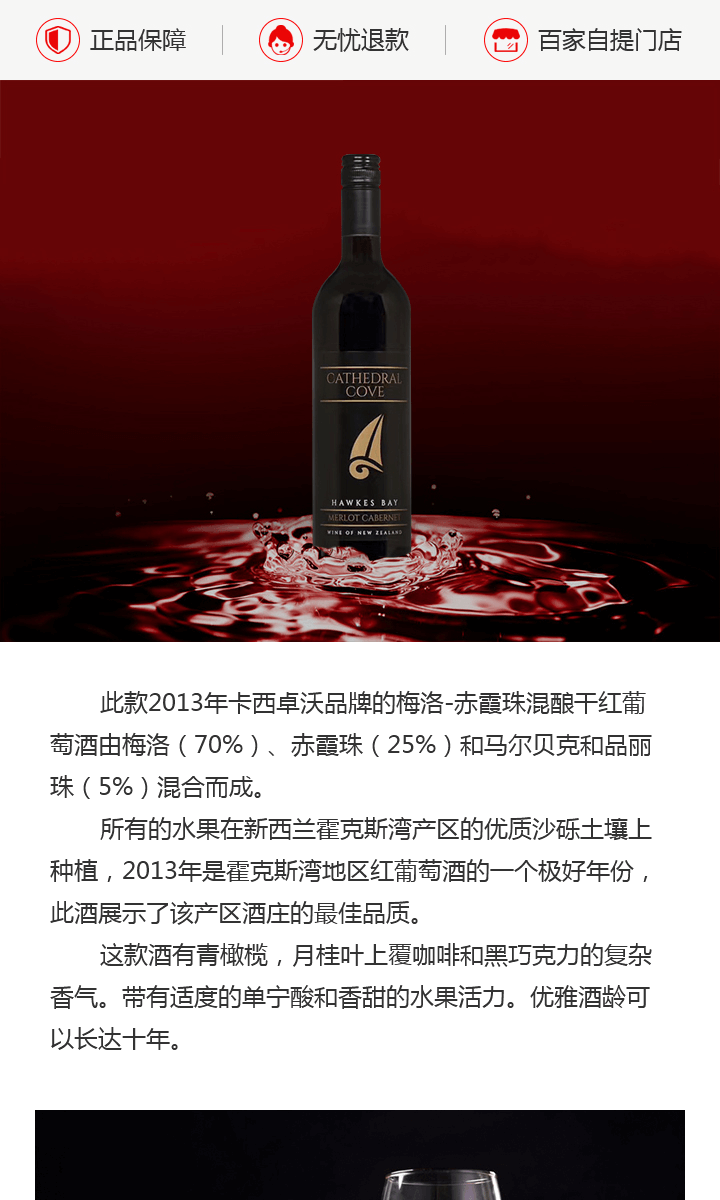 正品保障 无忧退款 百家自提门店
CATHEDRAL
COVE
HAWKES BAY
MERLOT CABERNET
WINE OF NEW ZEALAND
此款2013年卡西卓沃品牌的梅洛-赤霞珠混酿干红葡
萄酒由梅洛（70%）、赤霞珠（25%）和马尔贝克和品丽
珠（5%）混合而成。
所有的水果在新西兰霍克斯湾产区的优质沙砾土壤上
种植，2013年是霍克斯湾地区红葡萄酒的一个极好年份，
此酒展示了该产区酒庄的最佳品质。
这款酒有青橄榄，月桂叶上覆咖啡和黑巧克力的复杂
香气。带有适度的单宁酸和香甜的水果活力。优雅酒龄可
以长达十年。